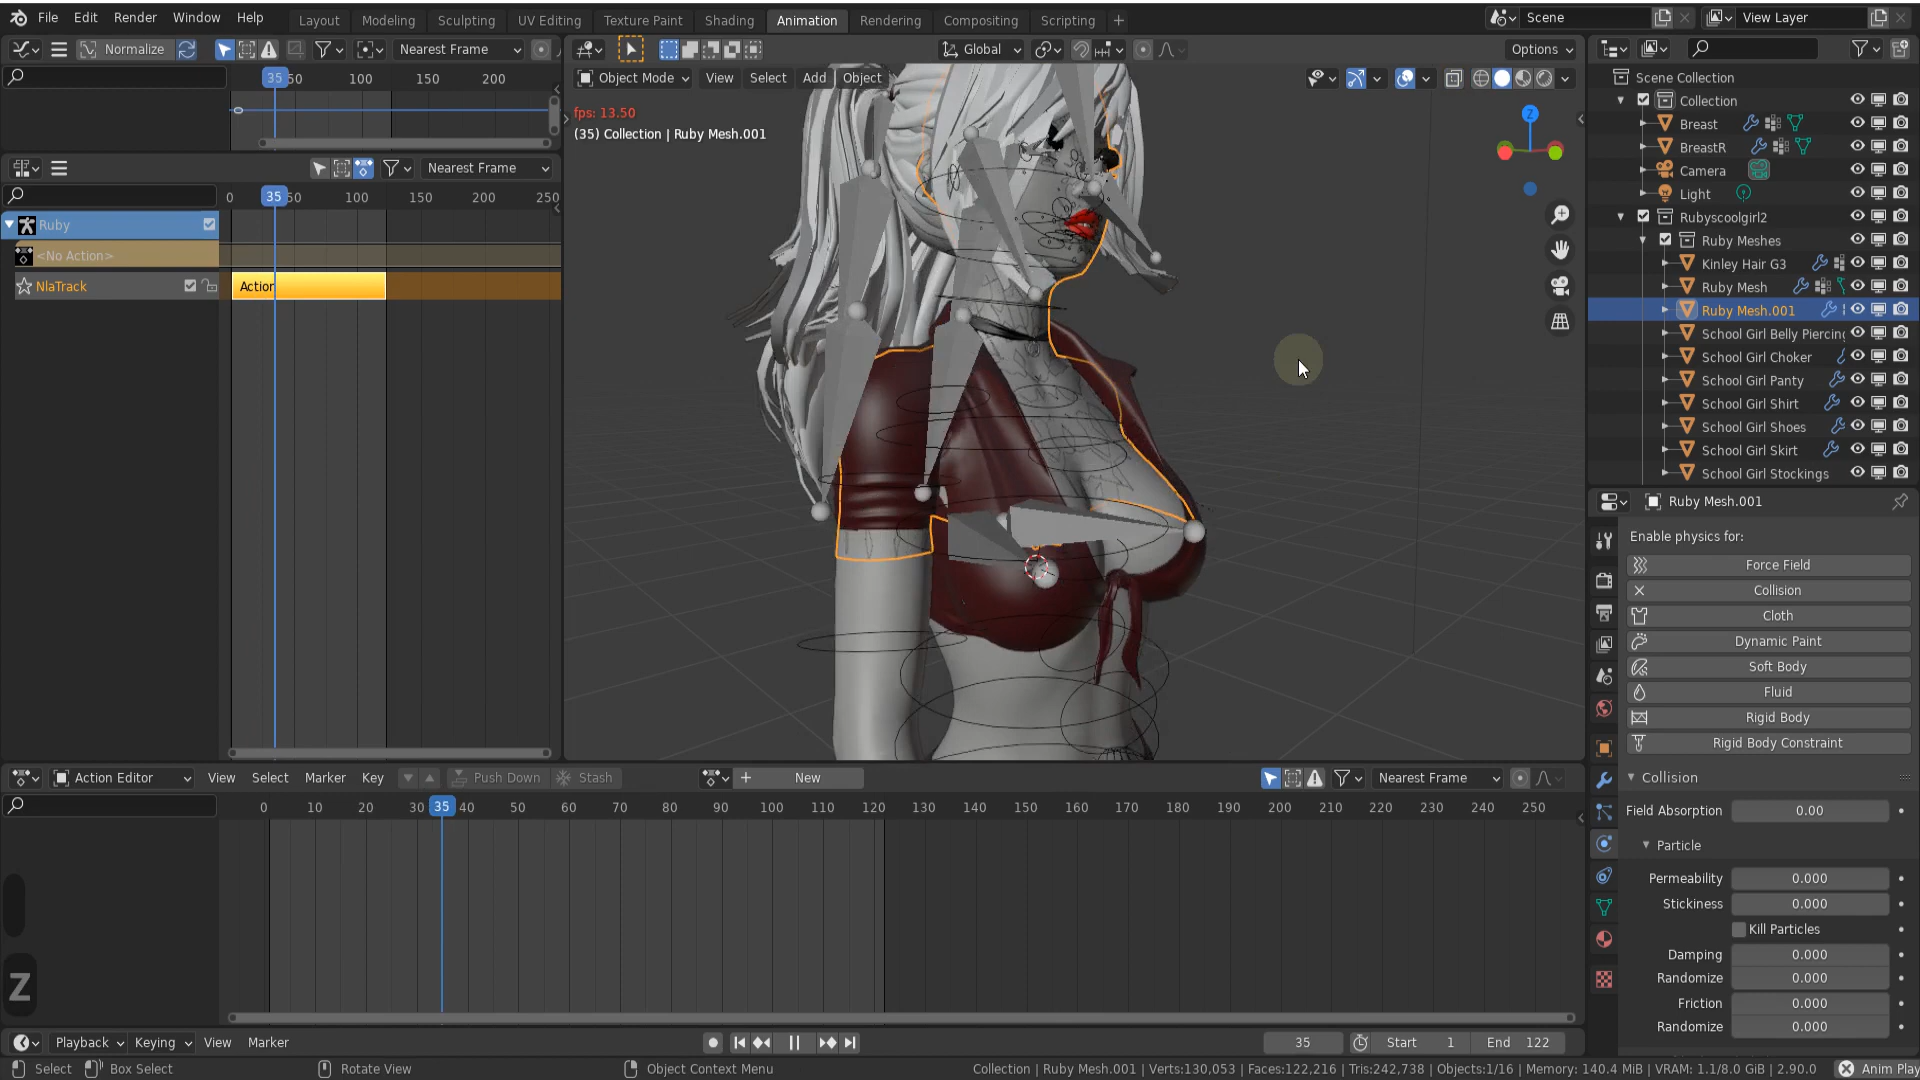 File Edit Render Window Help
Layout Modeling Sculpting UV Editing Texture Paint Shading Animation Rendering Compositing Scripting +
Scene
View Layer
Normalize
Nearest Frame
Global
Options
35 50 100 150 200
Object Mode View Select Add Object
fps: 13.50
(35) Collection | Ruby Mesh.001
Z
Nearest Frame
0 35 50 100 150 200 250
Ruby
<No Action>
NlaTrack
Action
Scene Collection
Collection
Breast
BreastR
Camera
Light
Rubyscoolgirl2
Ruby Meshes
Kinley Hair G3
Ruby Mesh
Ruby Mesh.001
School Girl Belly Piercing
School Girl Choker
School Girl Panty
School Girl Shirt
School Girl Shoes
School Girl Skirt
School Girl Stockings
Ruby Mesh.001
Enable physics for:
Force Field
Collision
Cloth
Dynamic Paint
Soft Body
Fluid
Rigid Body
Rigid Body Constraint
Collision
Field Absorption 0.00
Particle
Permeability 0.000
Stickiness 0.000
Kill Particles
Damping 0.000
Randomize 0.000
Friction 0.000
Randomize 0.000
Action Editor View Select Marker Key Push Down Stash + New Nearest Frame
0 10 20 30 35 40 50 60 70 80 90 100 110 120 130 140 150 160 170 180 190 200 210 220 230 240 250
Z
Playback Keying View Marker 35 Start 1 End 122
Select Box Select Rotate View Object Context Menu Collection | Ruby Mesh.001 | Verts:130,053 | Faces:122,216 | Tris:242,738 | Objects:1/16 | Memory: 140.4 MiB | VRAM: 1.1/8.0 GiB | 2.90.0 Anim Play